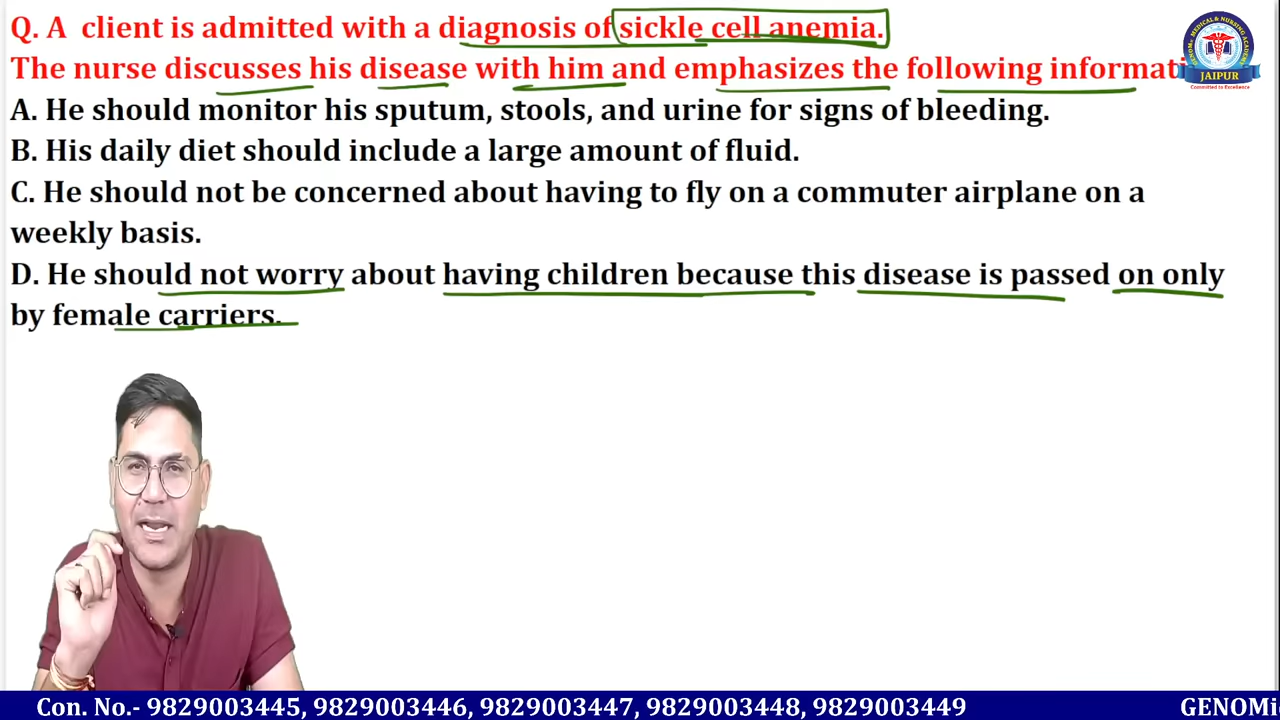 Q. A client is admitted with a diagnosis of sickle cell anemia.
The nurse discusses his disease with him and emphasizes the following informati
A. He should monitor his sputum, stools, and urine for signs of bleeding.
B. His daily diet should include a large amount of fluid.
C. He should not be concerned about having to fly on a commuter airplane on a
weekly basis.
D. He should not worry about having children because this disease is passed on only
by female carriers.
JAIPUR
Committed to Excellence
Con. No.- 9829003445, 9829003446, 9829003447, 9829003448, 9829003449
GENOMi